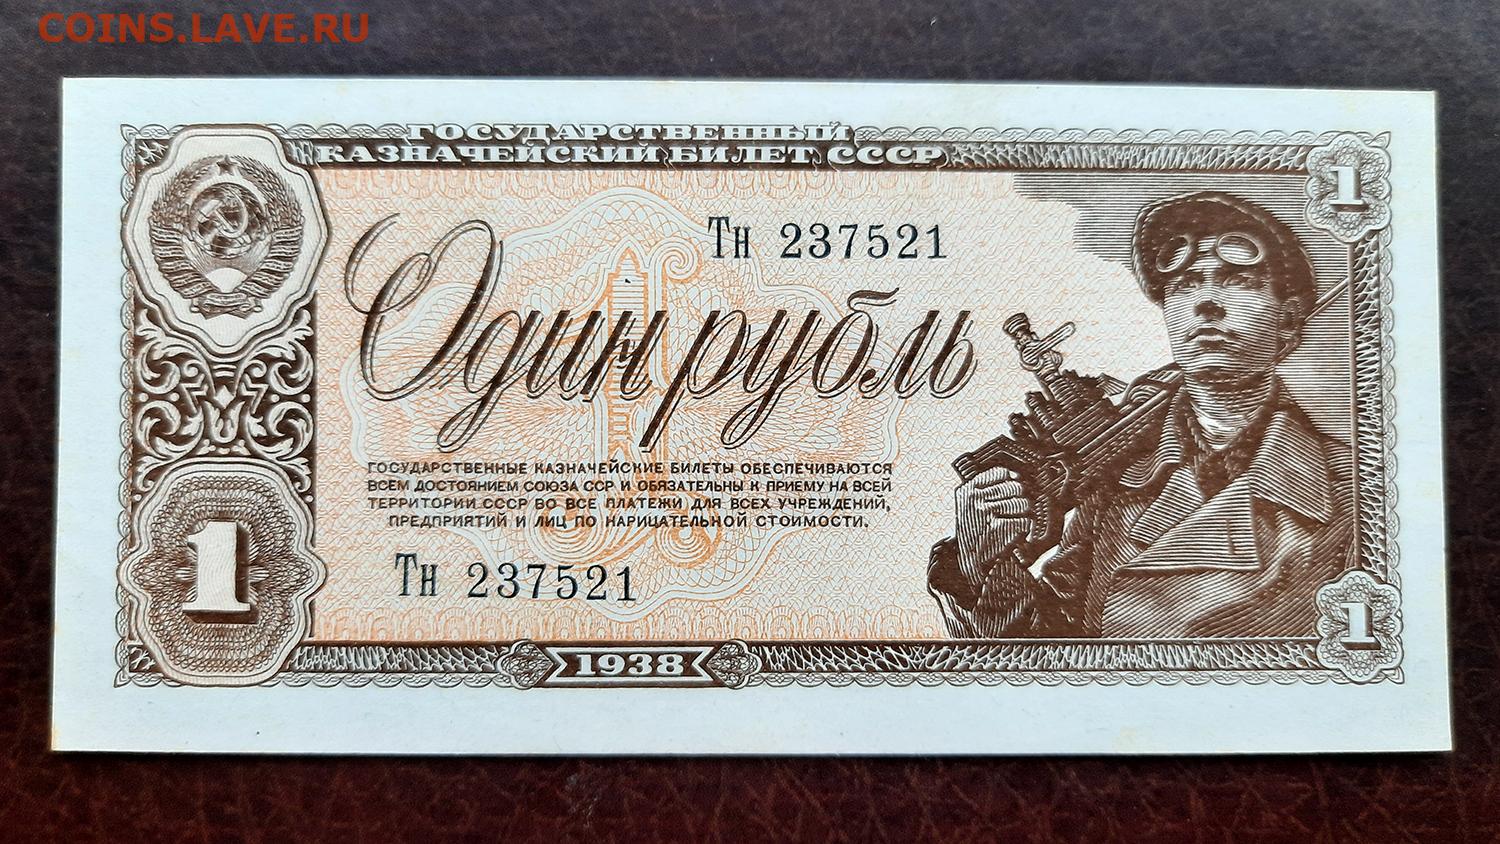 COINS.LAVE.RU
ГОСУДАРСТВЕННЫЙ
КАЗНАЧЕЙСКИЙ БИЛЕТ СССР
1
Тн 237521
Один рубль
1
ГОСУДАРСТВЕННЫЕ КАЗНАЧЕЙСКИЕ БИЛЕТЫ ОБЕСПЕЧИВАЮТСЯ
ВСЕМ ДОСТОЯНИЕМ СОЮЗА ССР И ОБЯЗАТЕЛЬНЫ К ПРИЕМУ НА ВСЕЙ
ТЕРРИТОРИИ СССР ВО ВСЕ ПЛАТЕЖИ ДЛЯ ВСЕХ УЧРЕЖДЕНИЙ,
ПРЕДПРИЯТИЙ И ЛИЦ ПО НАРИЦАТЕЛЬНОЙ СТОИМОСТИ.
Тн 237521
1
1
1938